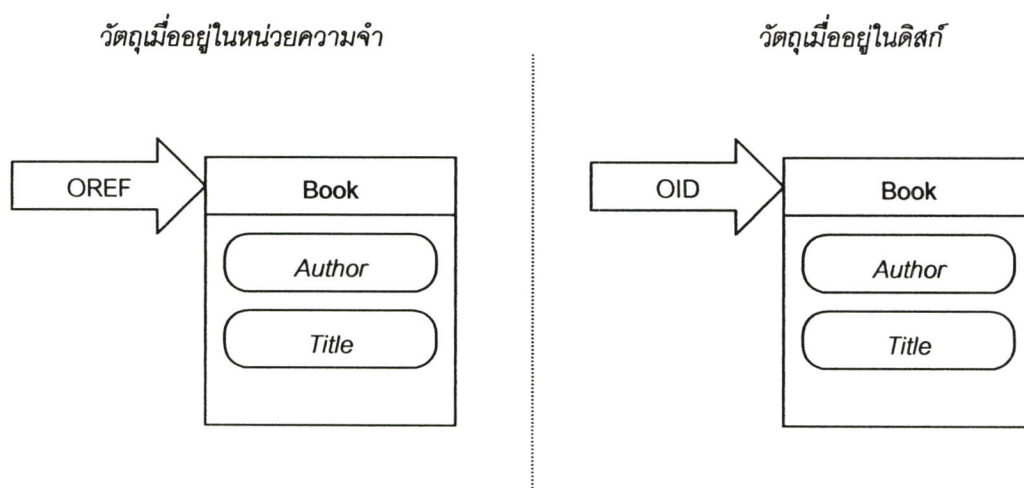 วัตถุเมื่ออยู่ในหน่วยความจำ
วัตถุเมื่ออยู่ในดิสก์
OREF
Book
Author
Title
OID
Book
Author
Title